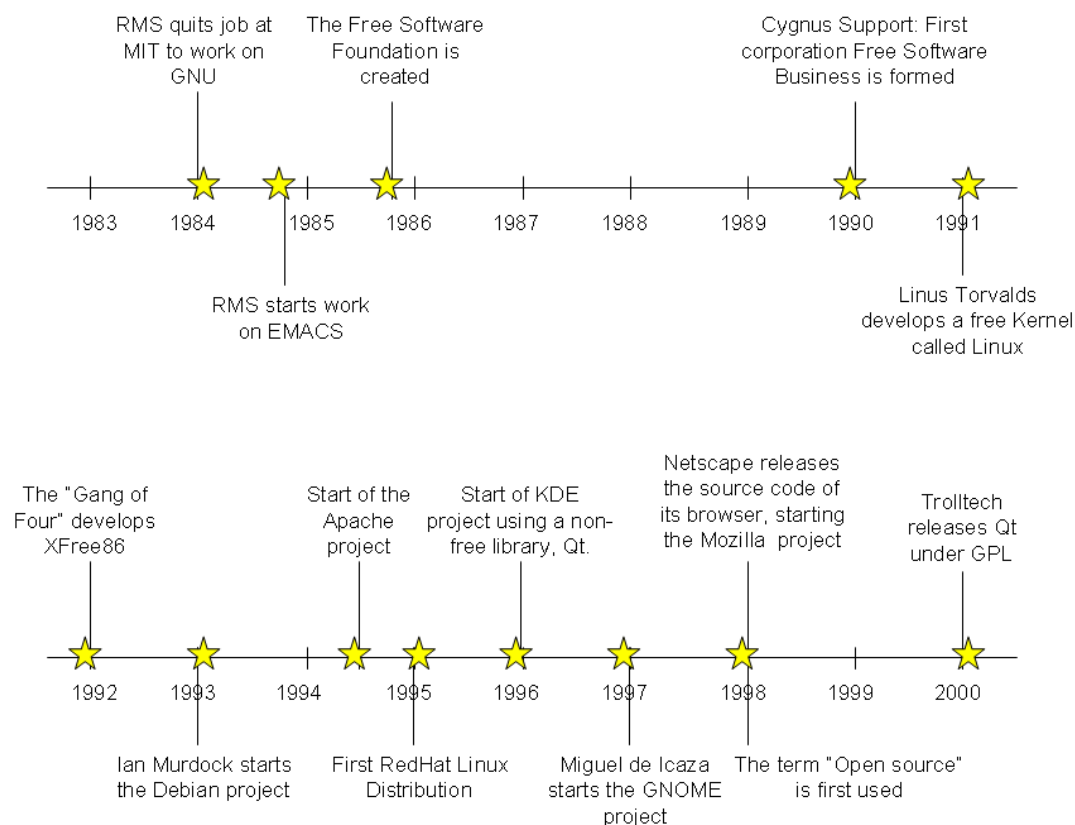 RMS quits job at
MIT to work on
GNU
The Free Software
Foundation is
created
Cygnus Support: First
corporation Free Software
Business is formed
1983
1984
1985
1986
1987
1988
1989
1990
1991
RMS starts work
on EMACS
Linus Torvalds
develops a free Kernel
called Linux
The "Gang of
Four" develops
XFree86
Start of the
Apache
project
Start of KDE
project using a non-
free library, Qt.
Netscape releases
the source code of
its browser, starting
the Mozilla project
Trolltech
releases Qt
under GPL
1992
1993
1994
1995
1996
1997
1998
1999
2000
Ian Murdock starts
the Debian project
First RedHat Linux
Distribution
Miguel de Icaza
starts the GNOME
project
The term "Open source"
is first used